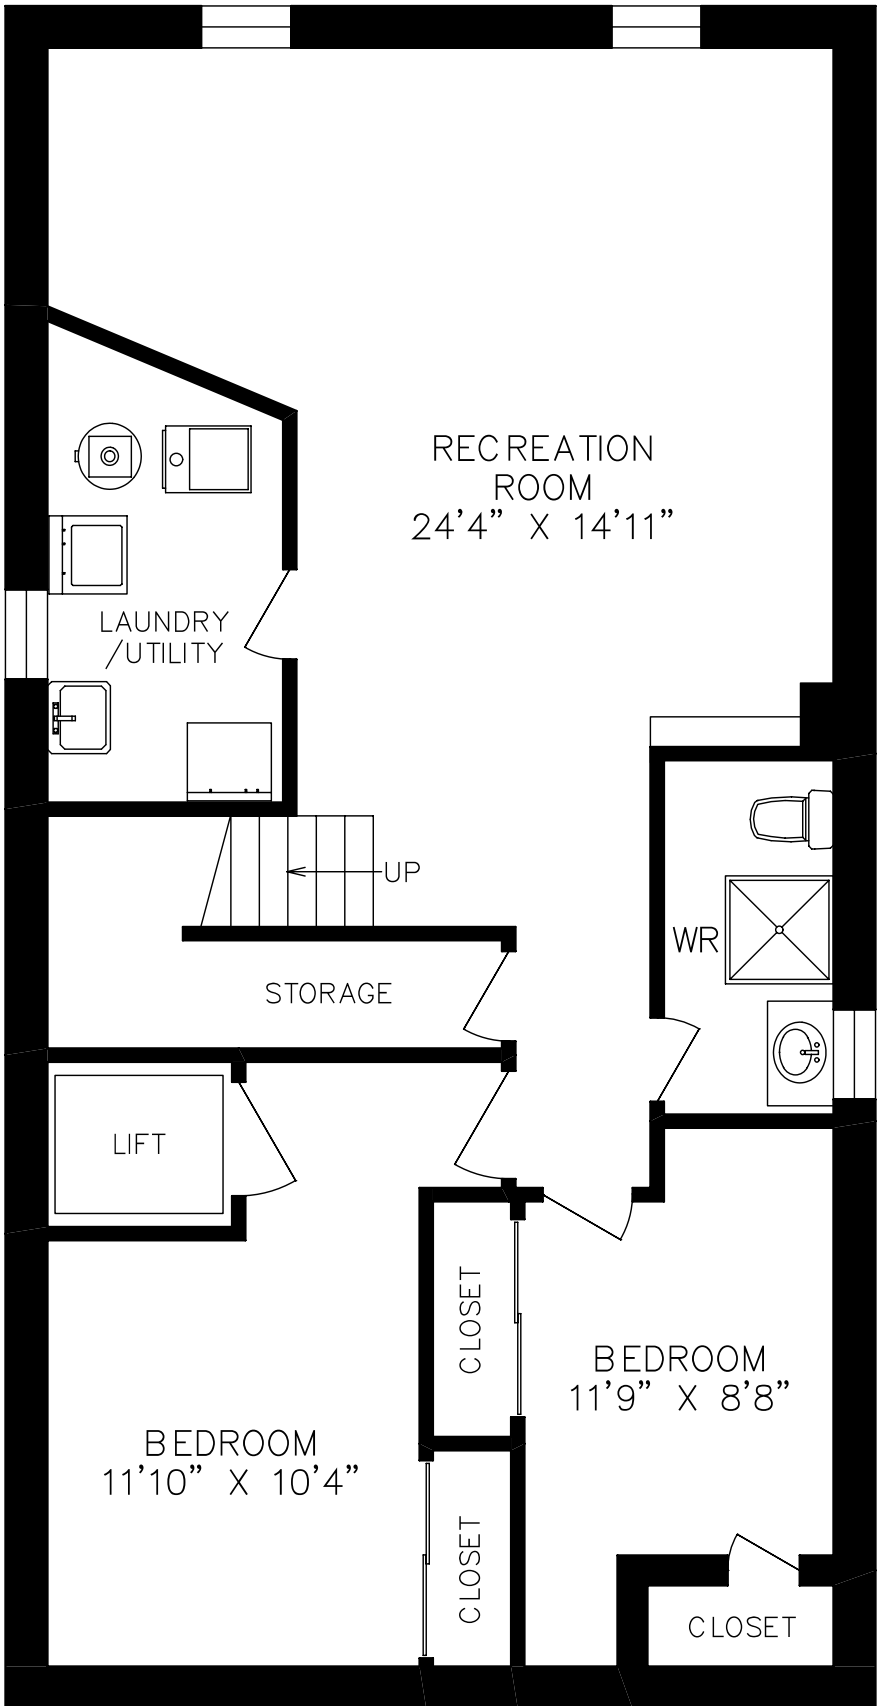 RECREATION
ROOM
24'4" X 14'11"
LAUNDRY
/UTILITY
UP
WR
STORAGE
LIFT
CLOSET
BEDROOM
11'9" X 8'8"
BEDROOM
11'10" X 10'4"
CLOSET
CLOSET